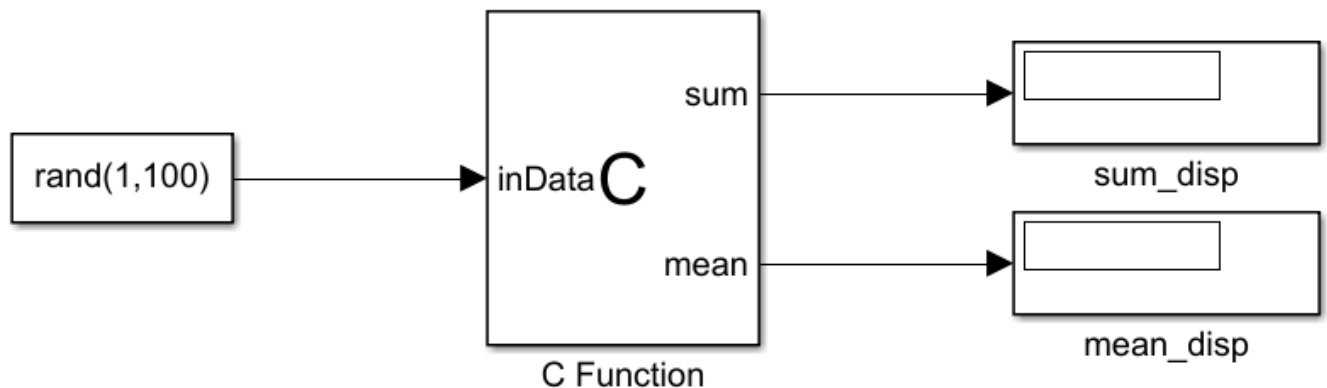 rand(1,100)
inData
C
sum
mean
C Function
sum_disp
mean_disp